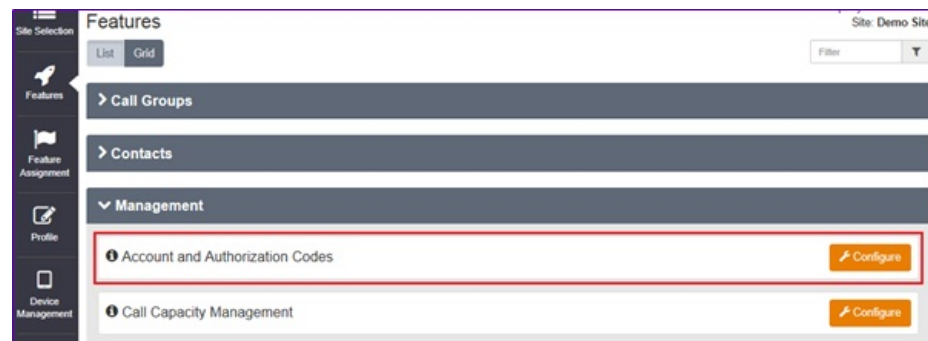 Site Selection
Features
Site: Demo Site
List Grid
Filter
Features
Call Groups
Feature
Assignment
Contacts
Management
Profile
Account and Authorization Codes
Configure
Device
Management
Call Capacity Management
Configure